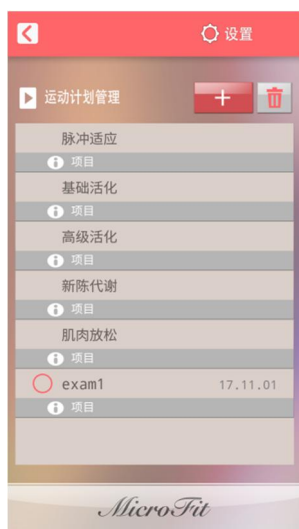 设置
运动计划管理
脉冲适应
项目
基础活化
项目
高级活化
项目
新陈代谢
项目
肌肉放松
项目
exam1 17.11.01
项目
MicroFit